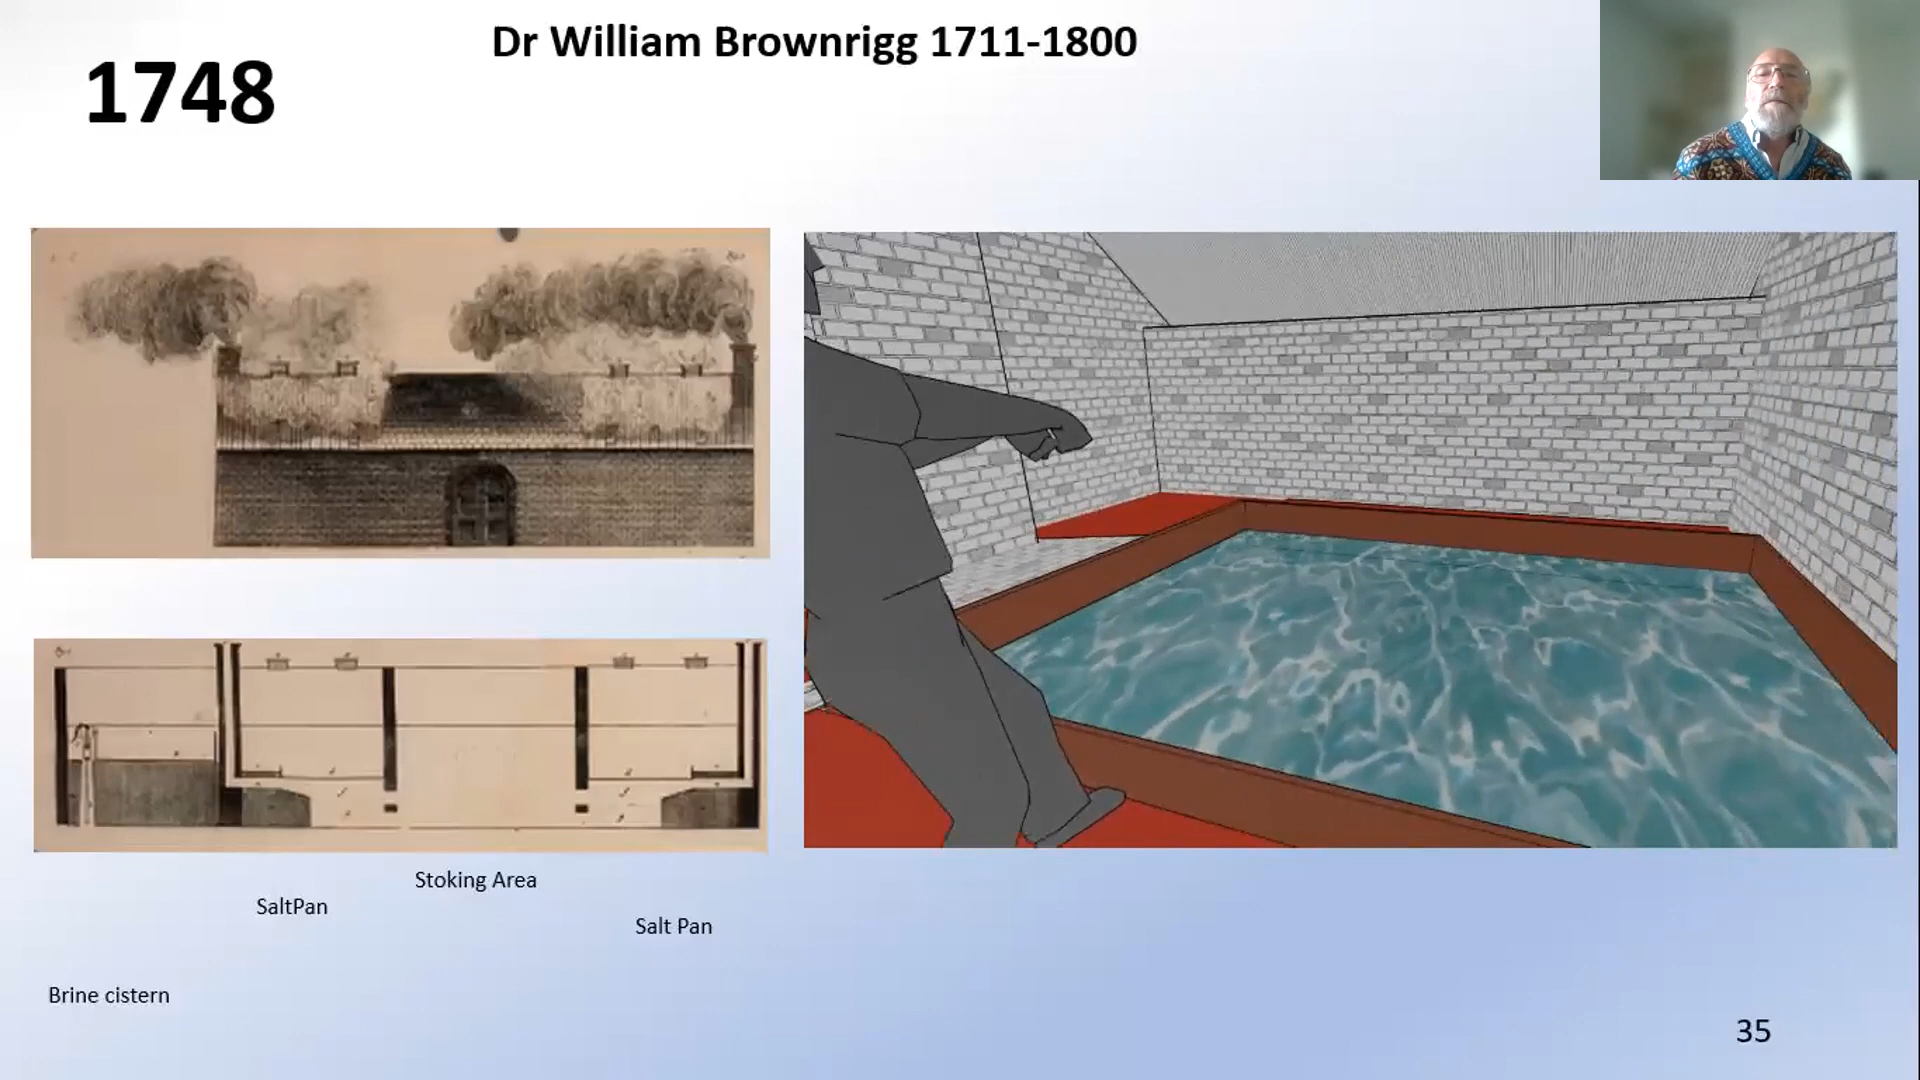 Dr William Brownrigg 1711-1800
1748
Stoking Area
SaltPan
Salt Pan
Brine cistern
35